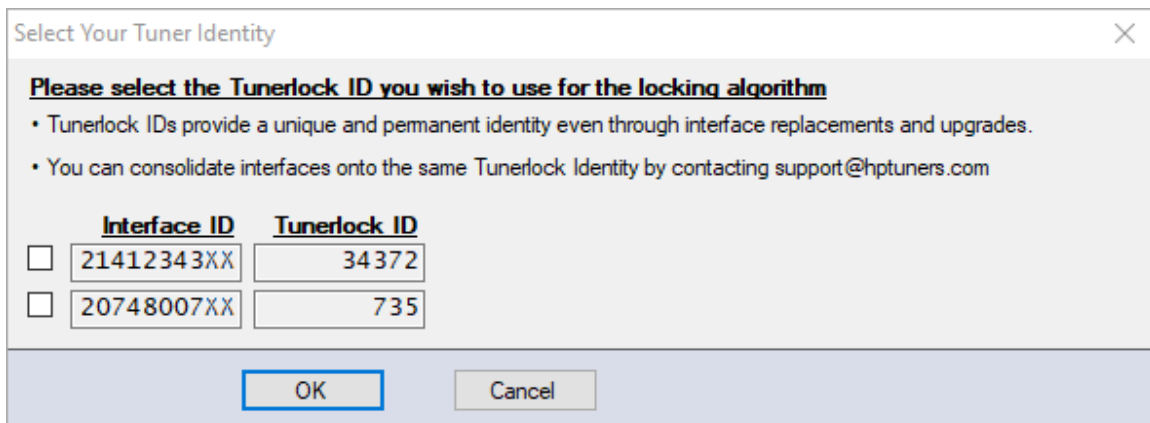 Select Your Tuner Identity
Please select the Tunerlock ID you wish to use for the locking algorithm
• Tunerlock IDs provide a unique and permanent identity even through interface replacements and upgrades.
• You can consolidate interfaces onto the same Tunerlock Identity by contacting support@hptuners.com
Interface ID Tunerlock ID
21412343XX 34372
20748007XX 735
OK Cancel